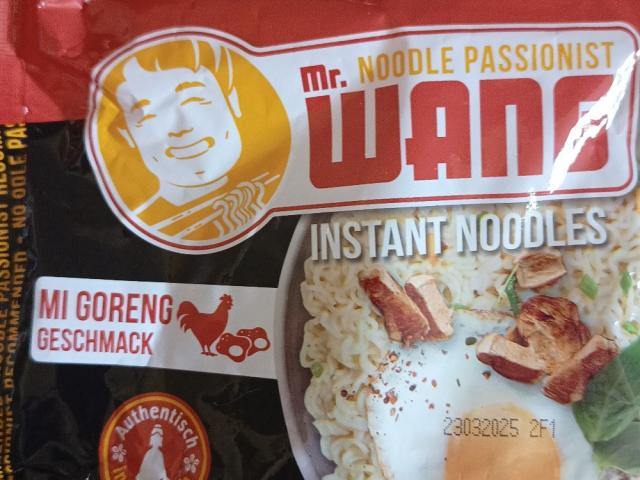 NOODLE PASSIONIST
Mr.
WANG
INSTANT NOODLES
MI GORENG
GESCHMACK
Authentisch
23032025 2F1